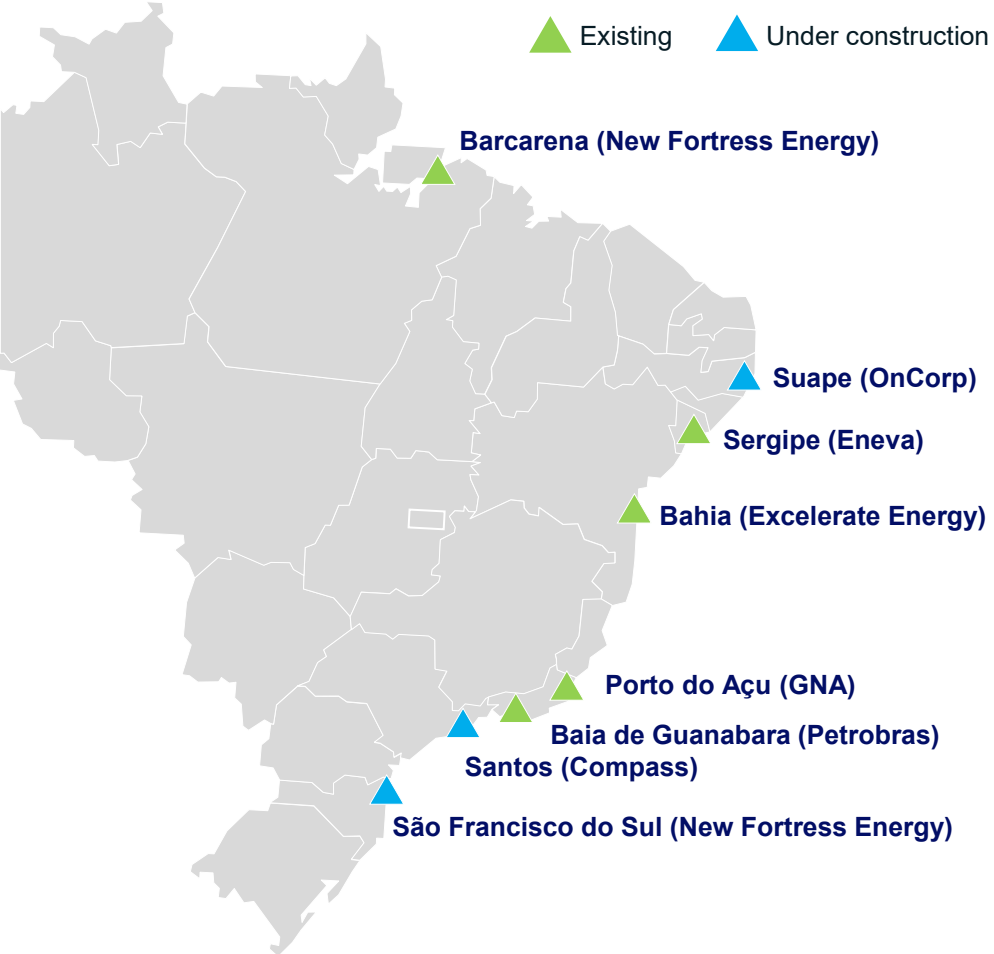 Existing
Under construction
Barcarena (New Fortress Energy)
Suape (OnCorp)
Sergipe (Eneva)
Bahia (Excelerate Energy)
Porto do Açu (GNA)
Baia de Guanabara (Petrobras)
Santos (Compass)
São Francisco do Sul (New Fortress Energy)